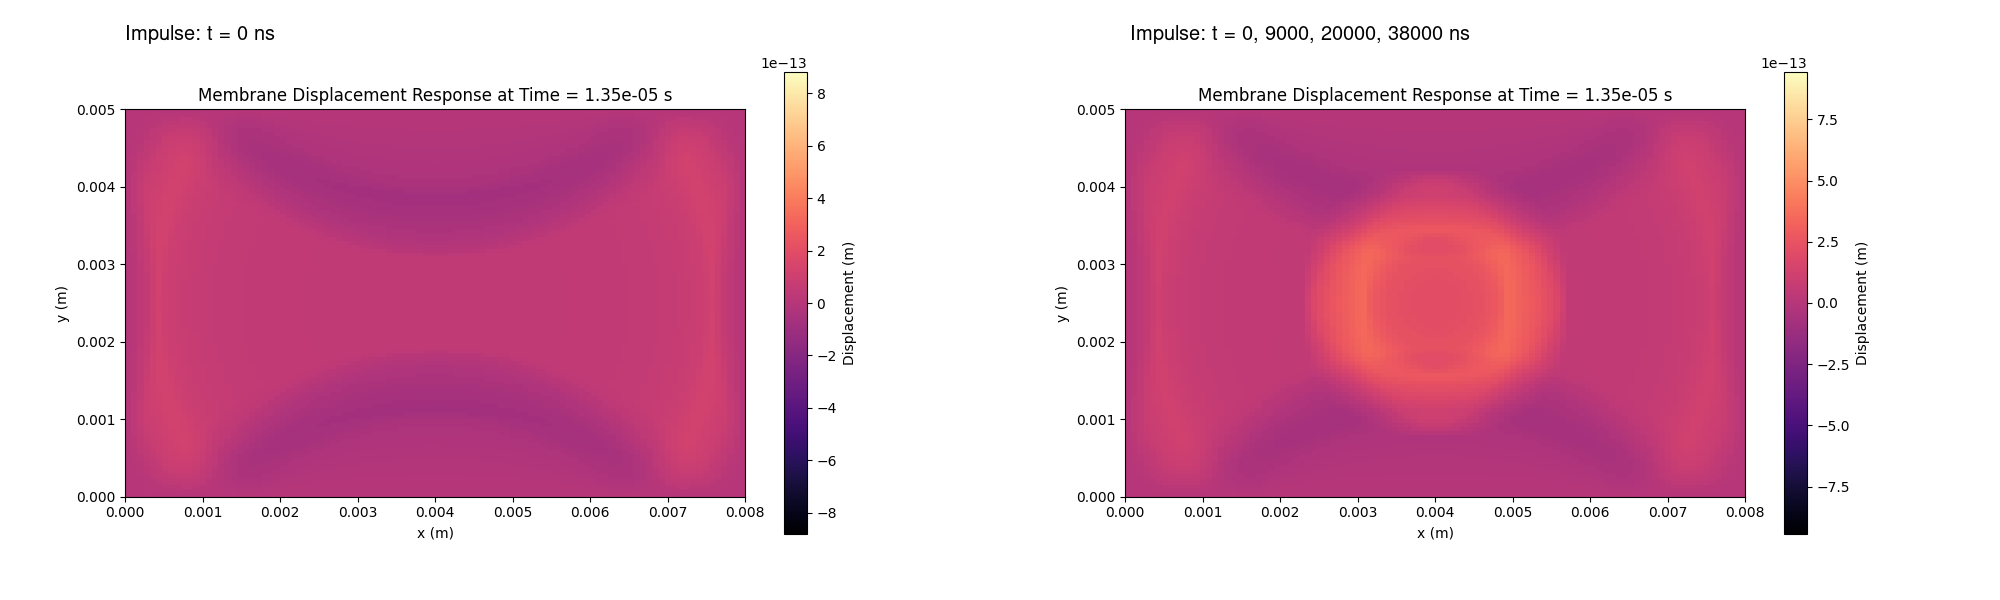 Impulse: t = 0 ns
1e−13
Membrane Displacement Response at Time = 1.35e-05 s
0.005
0.004
0.003
0.002
0.001
0.000
y (m)
0.000 0.001 0.002 0.003 0.004 0.005 0.006 0.007 0.008
x (m)
8
6
4
2
0
−2
−4
−6
−8
Displacement (m)
Impulse: t = 0, 9000, 20000, 38000 ns
1e−13
Membrane Displacement Response at Time = 1.35e-05 s
0.005
0.004
0.003
0.002
0.001
0.000
y (m)
0.000 0.001 0.002 0.003 0.004 0.005 0.006 0.007 0.008
x (m)
7.5
5.0
2.5
0.0
−2.5
−5.0
−7.5
Displacement (m)